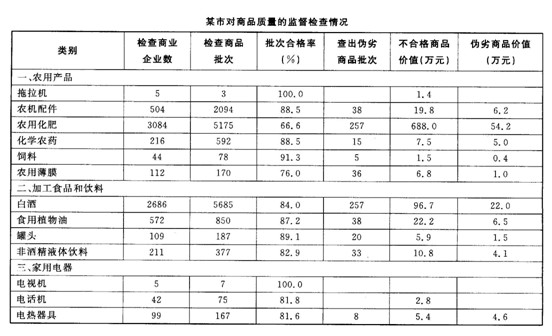 某市对商品质量的监督检查情况
类别 检查商业企业数 检查商品批次 批次合格率(%) 查出伪劣商品批次 不合格商品价值(万元) 伪劣商品价值(万元)
一、农用产品
拖拉机 5 3 100.0 1.4
农机配件 504 2094 88.5 38 19.8 6.2
农用化肥 3084 5175 66.6 257 688.0 54.2
化学农药 216 592 88.5 15 7.5 5.0
饲料 44 78 91.3 5 1.5 0.4
农用薄膜 112 170 76.0 36 6.8 1.0
二、加工食品和饮料
白酒 2686 5685 84.0 257 96.7 22.0
食用植物油 572 850 87.2 38 22.2 6.5
罐头 109 187 89.1 20 5.9 1.5
非酒精液体饮料 211 377 82.9 33 10.8 4.1
三、家用电器
电视机 5 7 100.0
电话机 42 75 81.8 2.8
电热器具 99 167 81.6 8 5.4 4.6